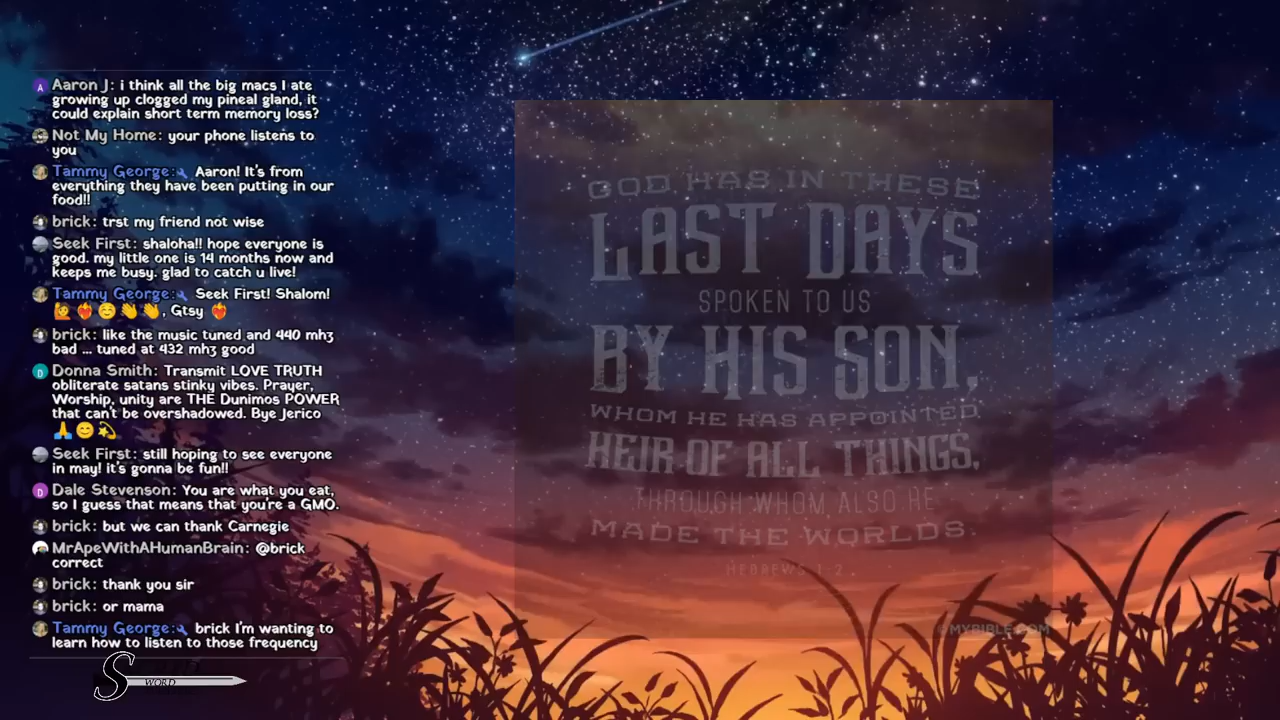 Aaron J: i think all the big macs I ate
growing up clogged my pineal gland, it
could explain short term memory loss?
Not My Home: your phone listens to
you
Tammy George: Aaron! It's from
everything they have been putting in our
food!!
brick: trst my friend not wise
Seek First: shaloha!! hope everyone is
good. my little one is 14 months now and
keeps me busy. glad to catch u live!
Tammy George: Seek First! Shalom!
🙋❤️‍🔥☺️👋👋, Gtsy ❤️‍🔥
brick: like the music tuned and 440 mhz
bad ... tuned at 432 mhz good
Donna Smith: Transmit LOVE TRUTH
obliterate satans stinky vibes. Prayer,
Worship, unity are THE Dunimos POWER
that can't be overshadowed. Bye Jerico
🙏😊💫
Seek First: still hoping to see everyone
in may! it's gonna be fun!!
Dale Stevenson: You are what you eat,
so I guess that means that you're a GMO.
brick: but we can thank Carnegie
MrApeWithAHumanBrain: @brick
correct
brick: thank you sir
brick: or mama
Tammy George: brick I'm wanting to
learn how to listen to those frequency
S WORD
GOD HAS IN THESE
LAST DAYS
SPOKEN TO US
BY HIS SON,
WHOM HE HAS APPOINTED
HEIR OF ALL THINGS,
THROUGH WHOM ALSO HE
MADE THE WORLDS.
HEBREWS 1:2
©MYBIBLE.COM